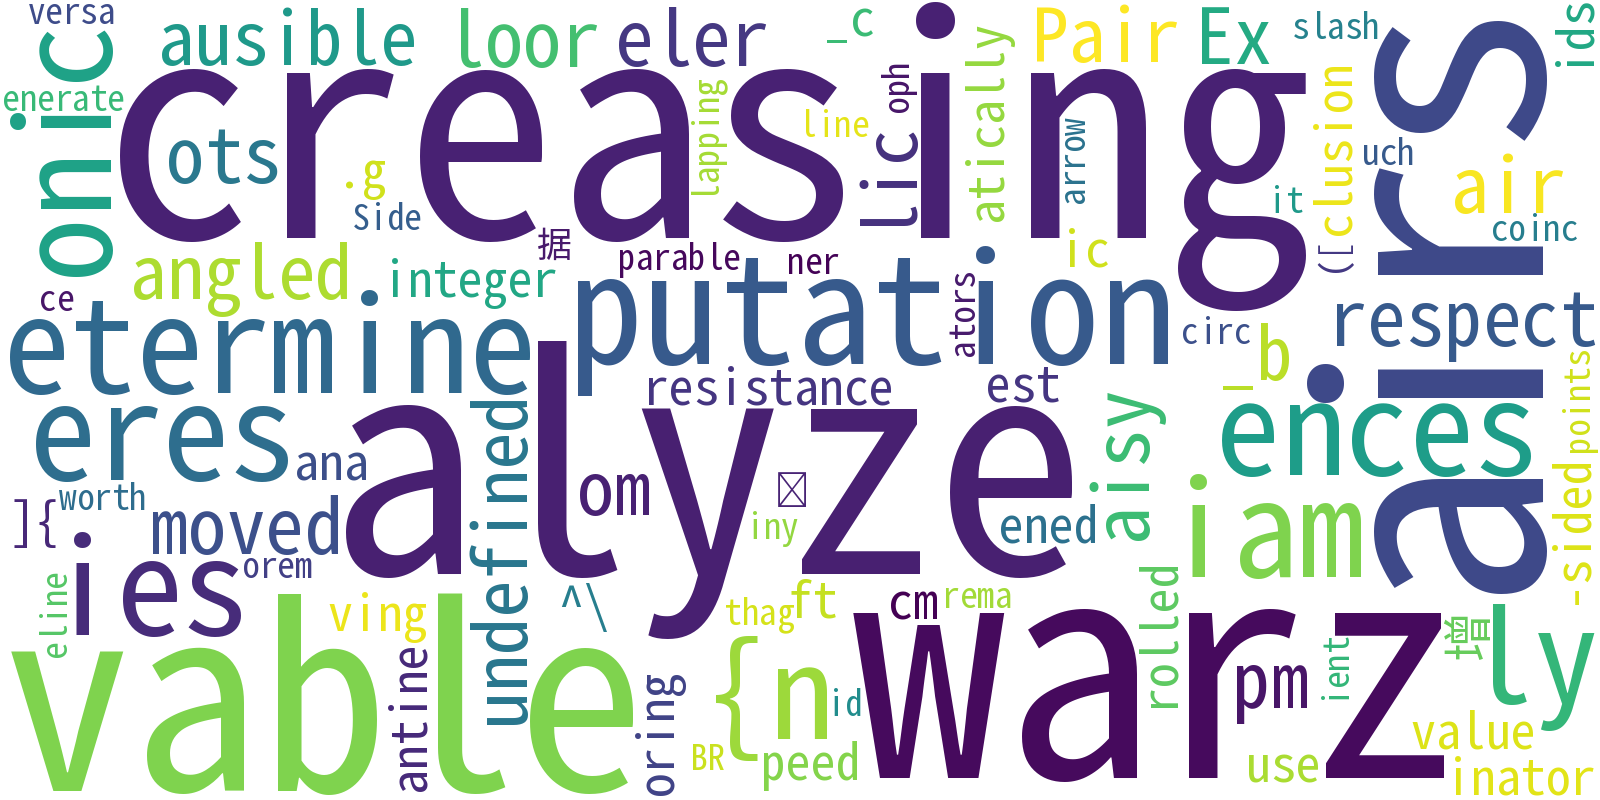 versa
ausible
loor
eler
_c
Pair
Ex
slash
ids
onic
enerate
creasing
ots
.g
Side
lapping
line
lic
oph
atically
arrow
([
clusion
uch
air
it
coinc
ars
据
parable
ner
ic
angled
integer
ce
etermine
putation
ators
circ
respect
_b
resistance
est
eres
ana
undefined
alyze
om
iny
ened
aisy
ences
iam
-sided
points
]{
worth
moved
ies
orem
eline
ving
^\
thag
ft
cm
rema
rolled
增
ly
vable
antine
oring
{n
id
BR
peed
warz
pm
ient
use
value
inator